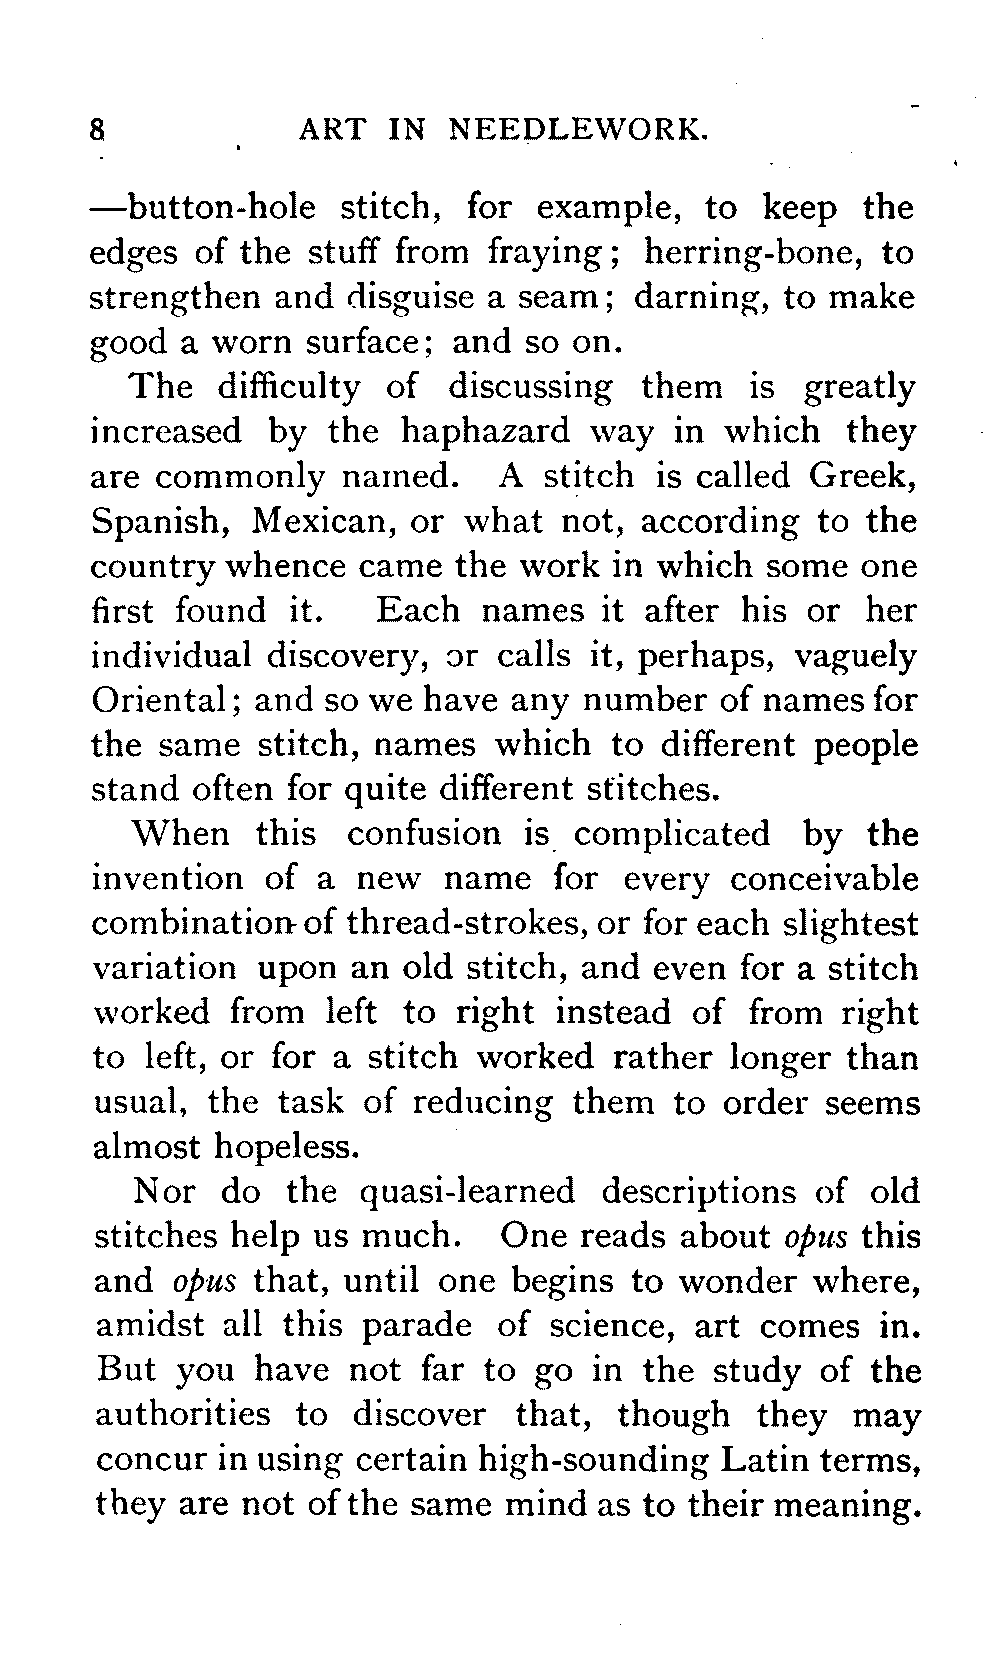 8 ART IN NEEDLEWORK.
—button-hole stitch, for example, to keep the
edges of the stuff from fraying; herring-bone, to
strengthen and disguise a seam; darning, to make
good a worn surface; and so on.
The difficulty of discussing them is greatly
increased by the haphazard way in which they
are commonly named. A stitch is called Greek,
Spanish, Mexican, or what not, according to the
country whence came the work in which some one
first found it. Each names it after his or her
individual discovery, or calls it, perhaps, vaguely
Oriental; and so we have any number of names for
the same stitch, names which to different people
stand often for quite different stitches.
When this confusion is complicated by the
invention of a new name for every conceivable
combination of thread-strokes, or for each slightest
variation upon an old stitch, and even for a stitch
worked from left to right instead of from right
to left, or for a stitch worked rather longer than
usual, the task of reducing them to order seems
almost hopeless.
Nor do the quasi-learned descriptions of old
stitches help us much. One reads about opus this
and opus that, until one begins to wonder where,
amidst all this parade of science, art comes in.
But you have not far to go in the study of the
authorities to discover that, though they may
concur in using certain high-sounding Latin terms,
they are not of the same mind as to their meaning.